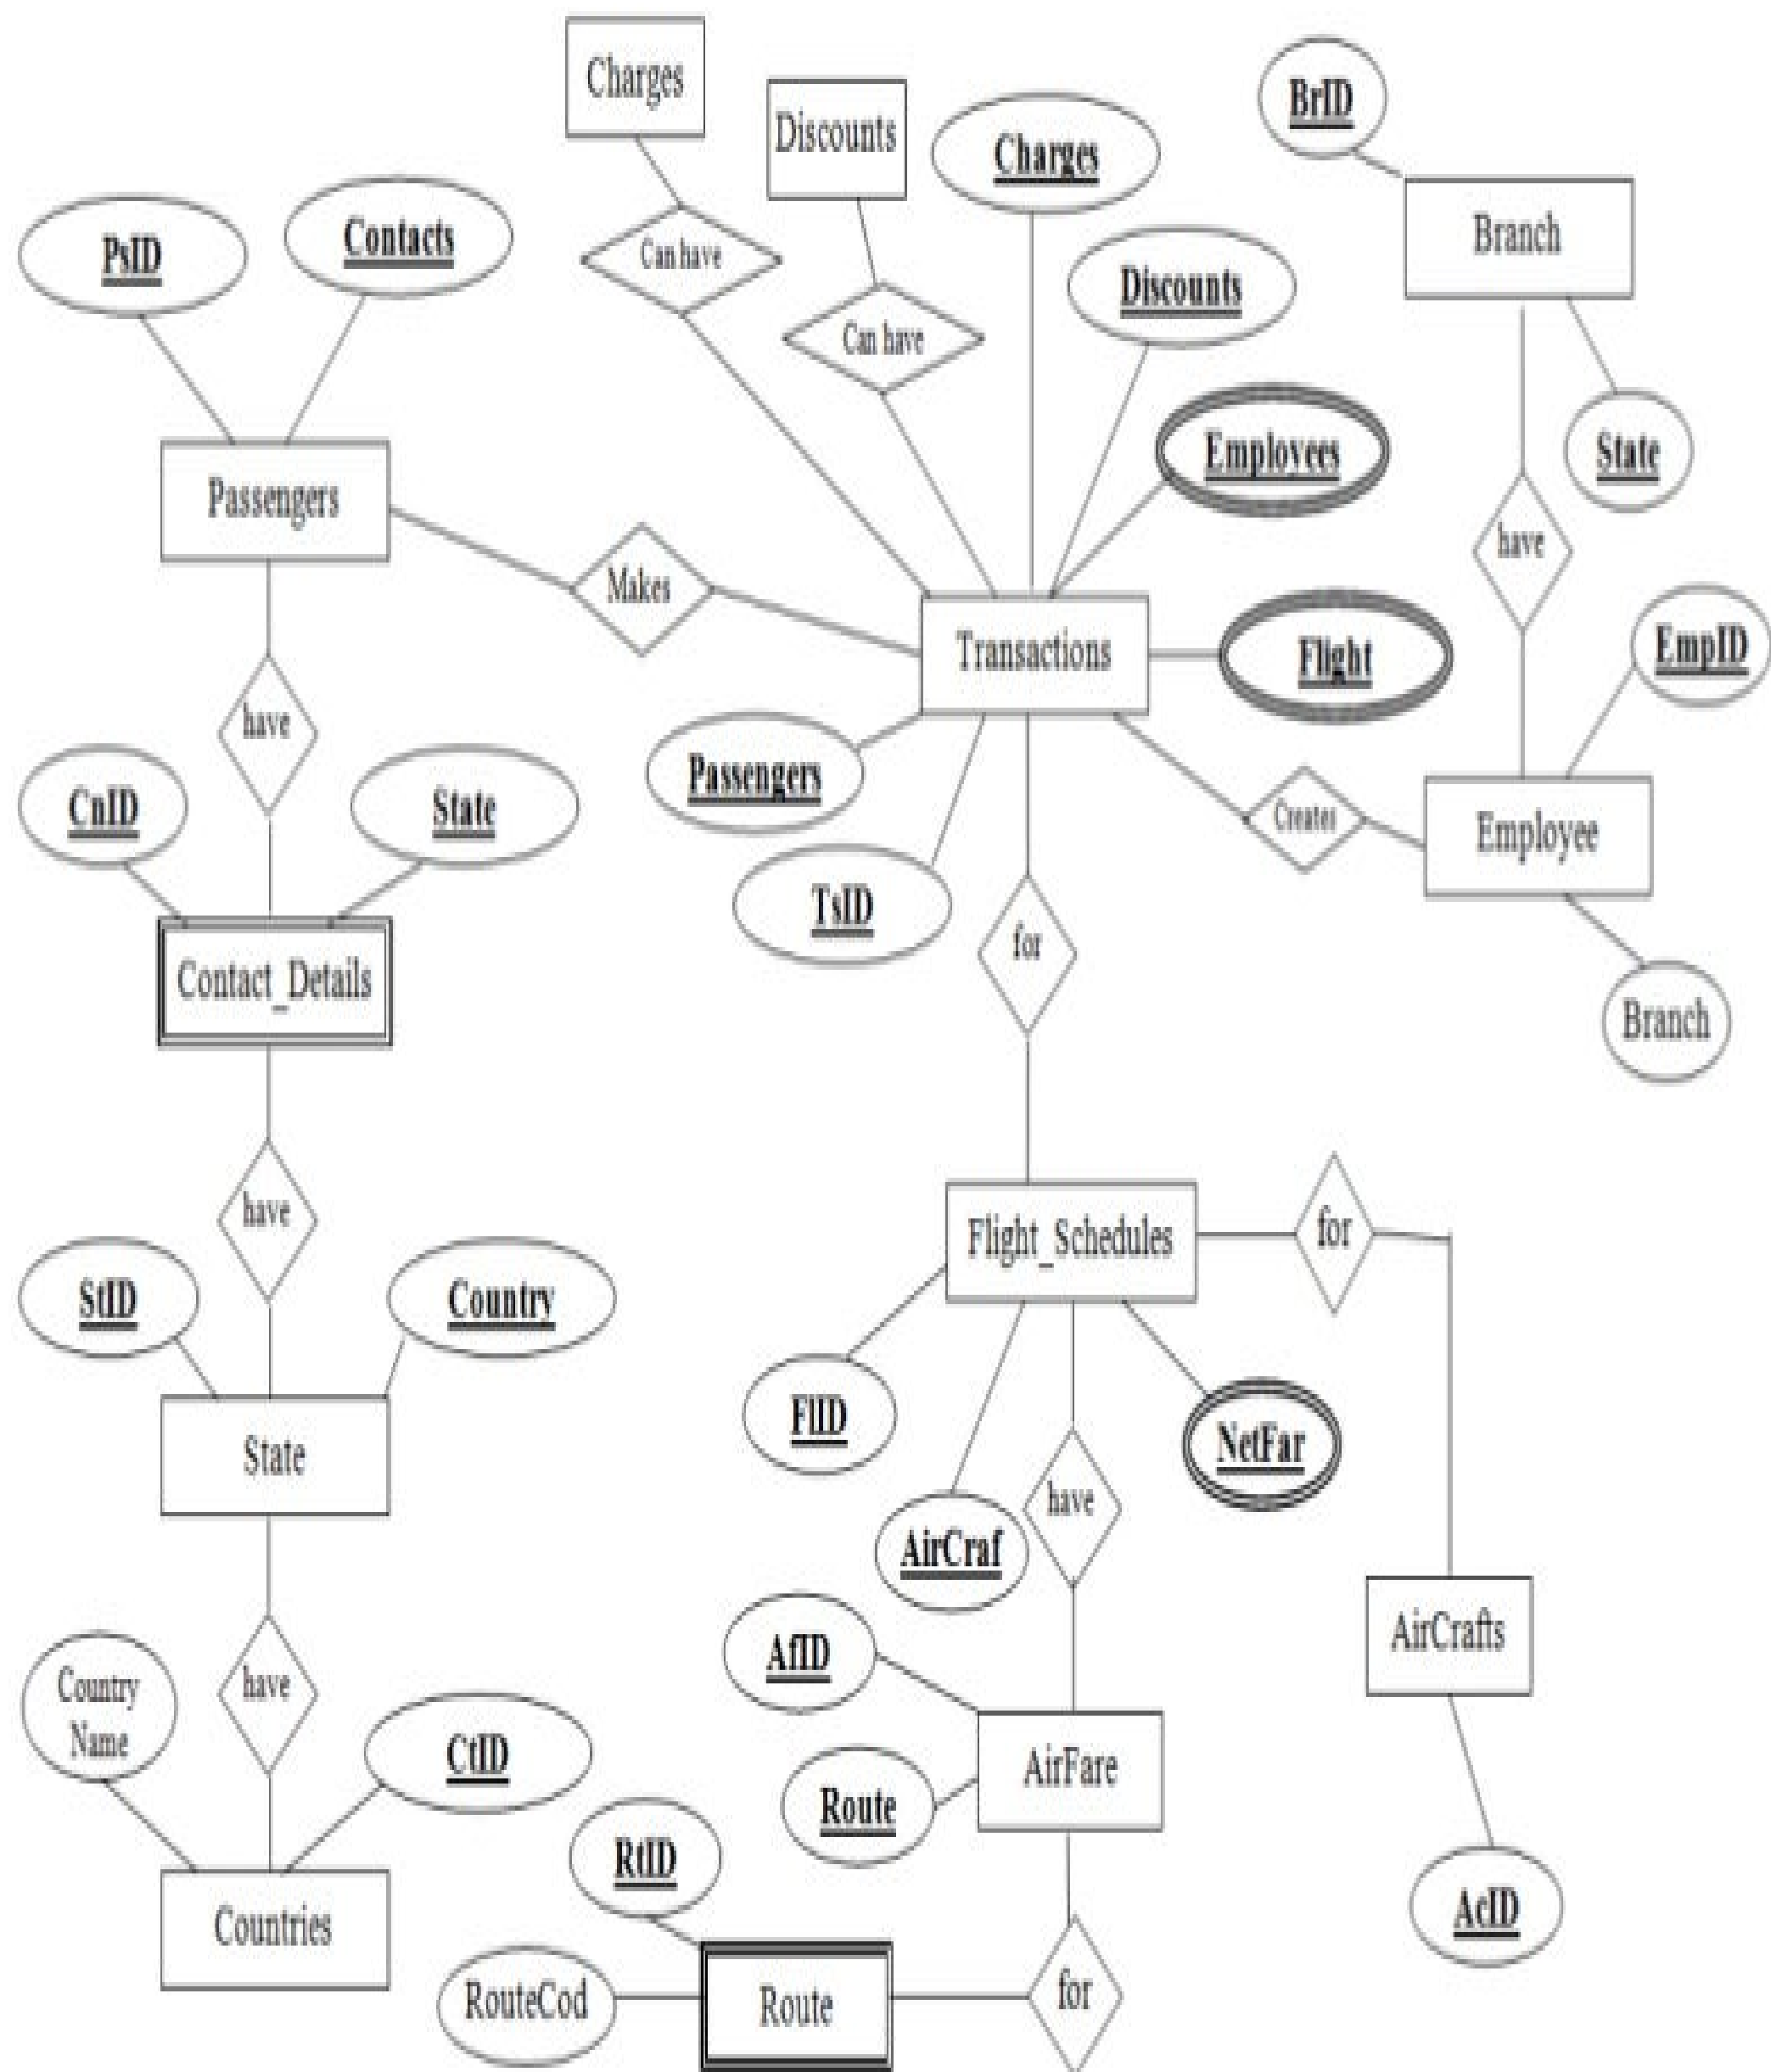 Charges
Discounts
Charges
BrID
PsID
Contacts
Can have
Branch
Can have
Discounts
Passengers
Employees
State
Makes
have
Transactions
Flight
EmpID
have
Passengers
CnID
State
Creates
Employee
TsID
for
Contact_Details
Branch
have
Flight_Schedules
for
StID
Country
FlID
NetFar
State
have
AirCraf
AfID
AirCrafts
Country
Name
have
CtID
AirFare
Route
RtID
AcID
Countries
RouteCod
Route
for